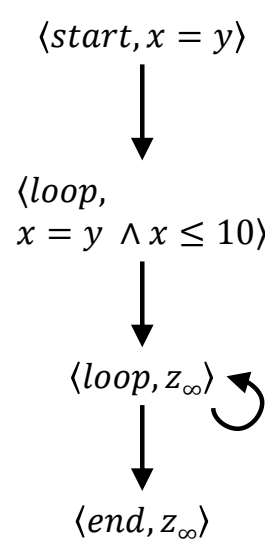 ⟨start, x = y⟩
⟨loop,
x = y ∧ x ≤ 10⟩
⟨loop, z∞⟩
⟨end, z∞⟩